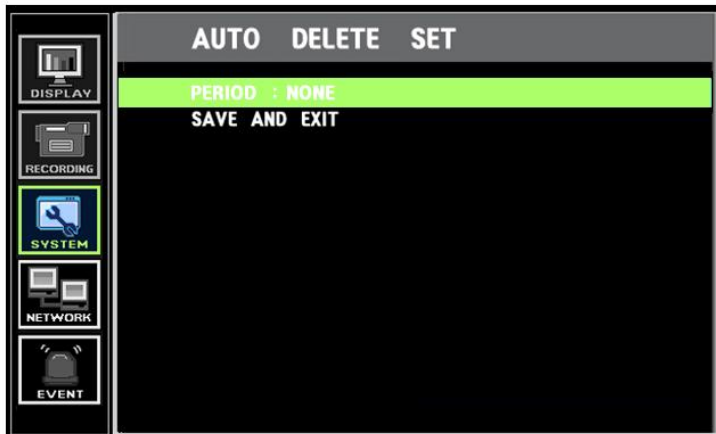 AUTO DELETE SET
PERIOD : NONE
SAVE AND EXIT
DISPLAY
RECORDING
SYSTEM
NETWORK
EVENT